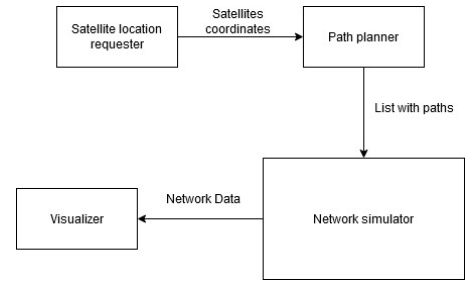 Satellite location
requester
Satellites
coordinates
Path planner
List with paths
Network simulator
Network Data
Visualizer